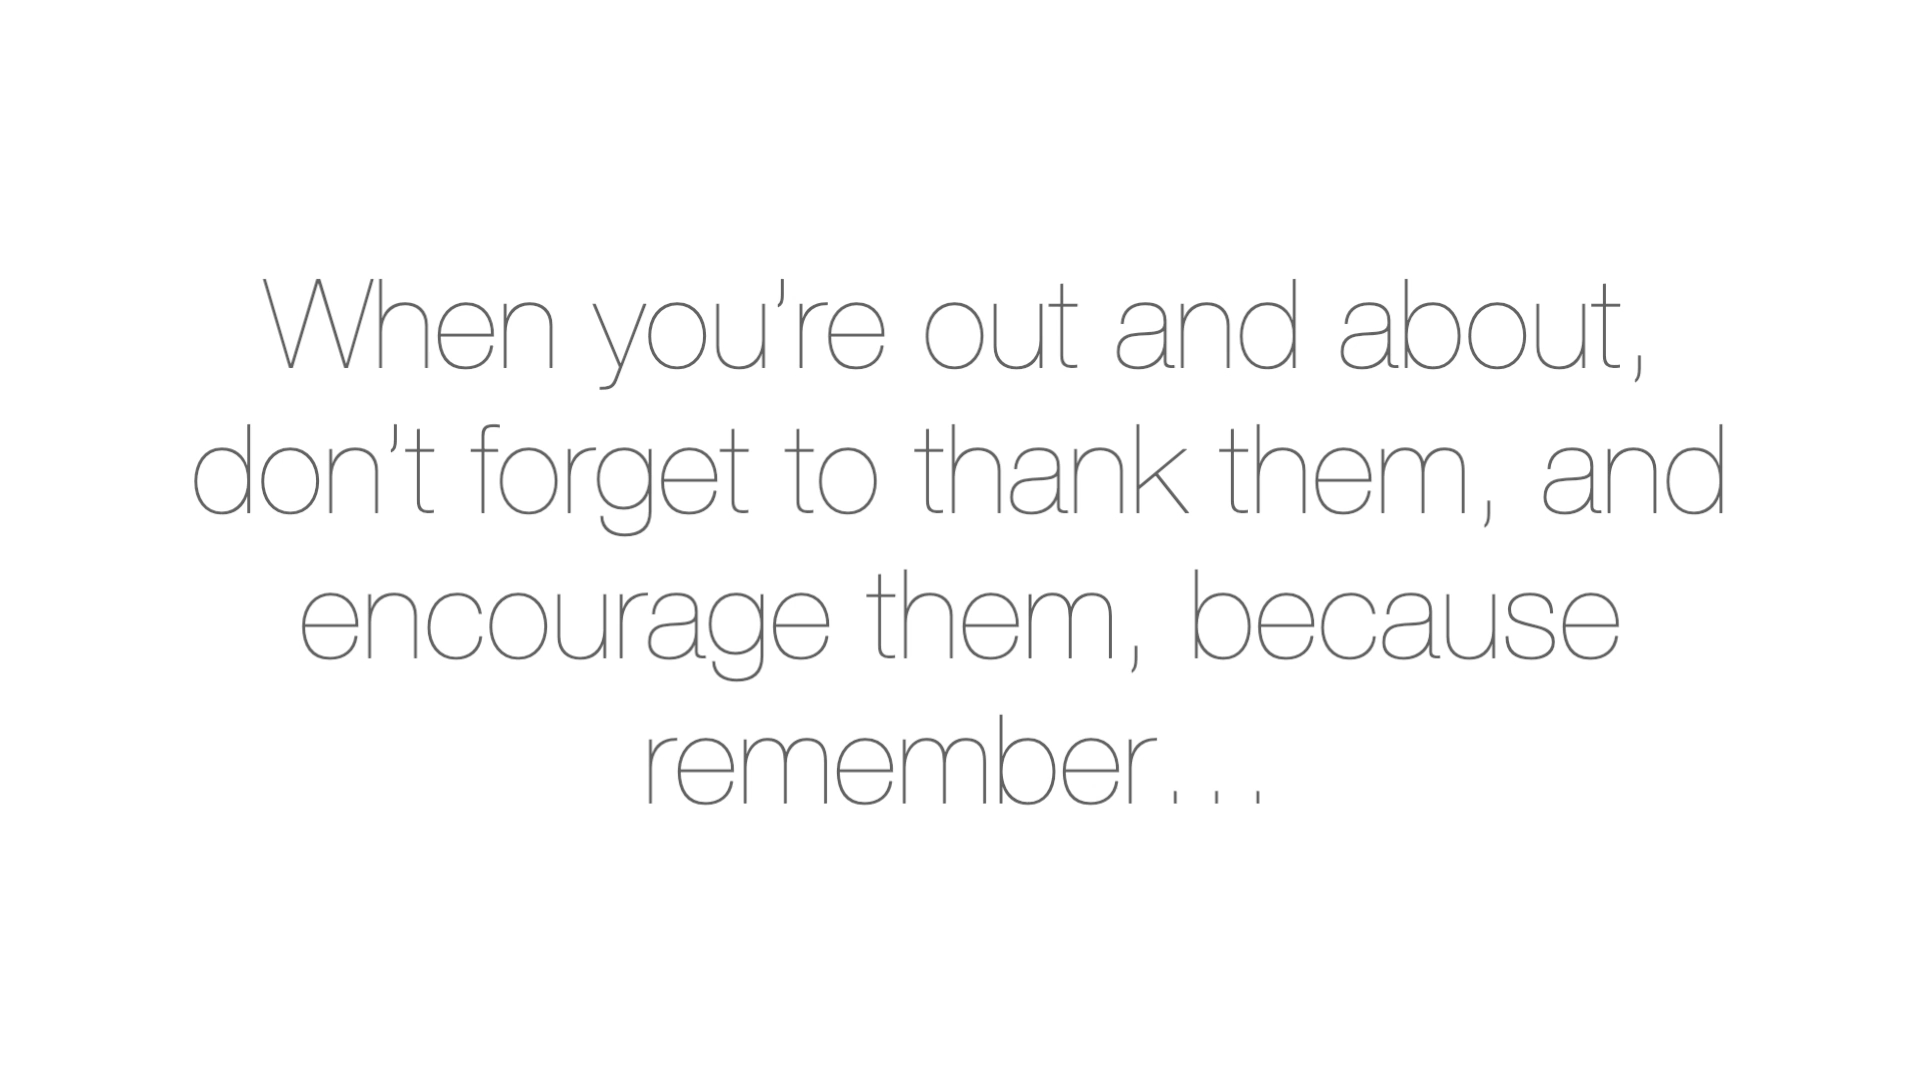 When you’re out and about,
don’t forget to thank them, and
encourage them, because
remember...